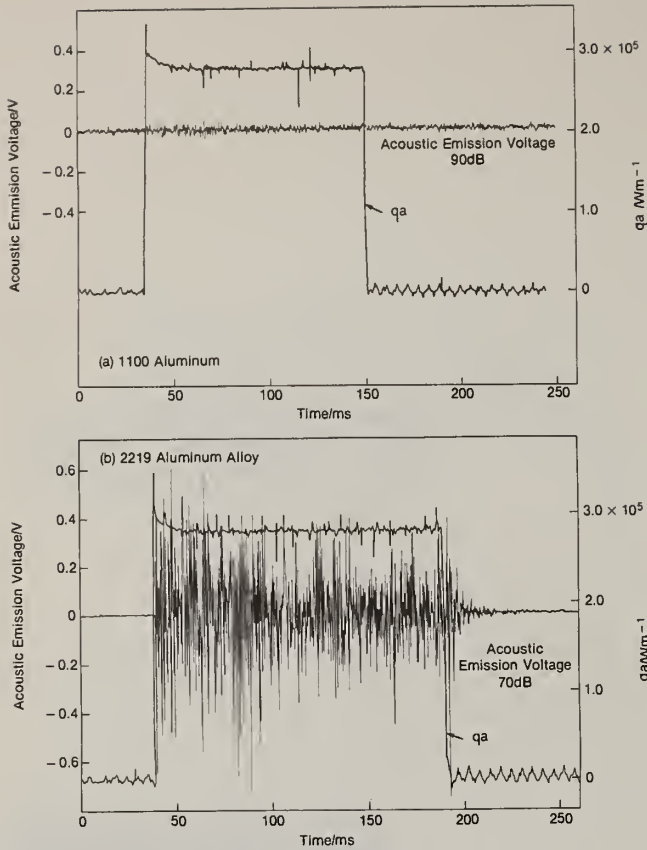 0.4
0.2
0
− 0.2
− 0.4
Acoustic Emmision Voltage/V
3.0 × 10⁵
2.0
1.0
0
qa /Wm⁻¹
Acoustic Emission Voltage
90dB
qa
(a) 1100 Aluminum
0 50 100 150 200 250
Time/ms
(b) 2219 Aluminum Alloy
0.6
0.4
0.2
0
− 0.2
− 0.4
− 0.6
Acoustic Emission Voltage/V
3.0 × 10⁵
2.0
1.0
0
qa/Wm⁻¹
Acoustic
Emission Voltage
70dB
qa
0 50 100 150 200 250
Time/ms